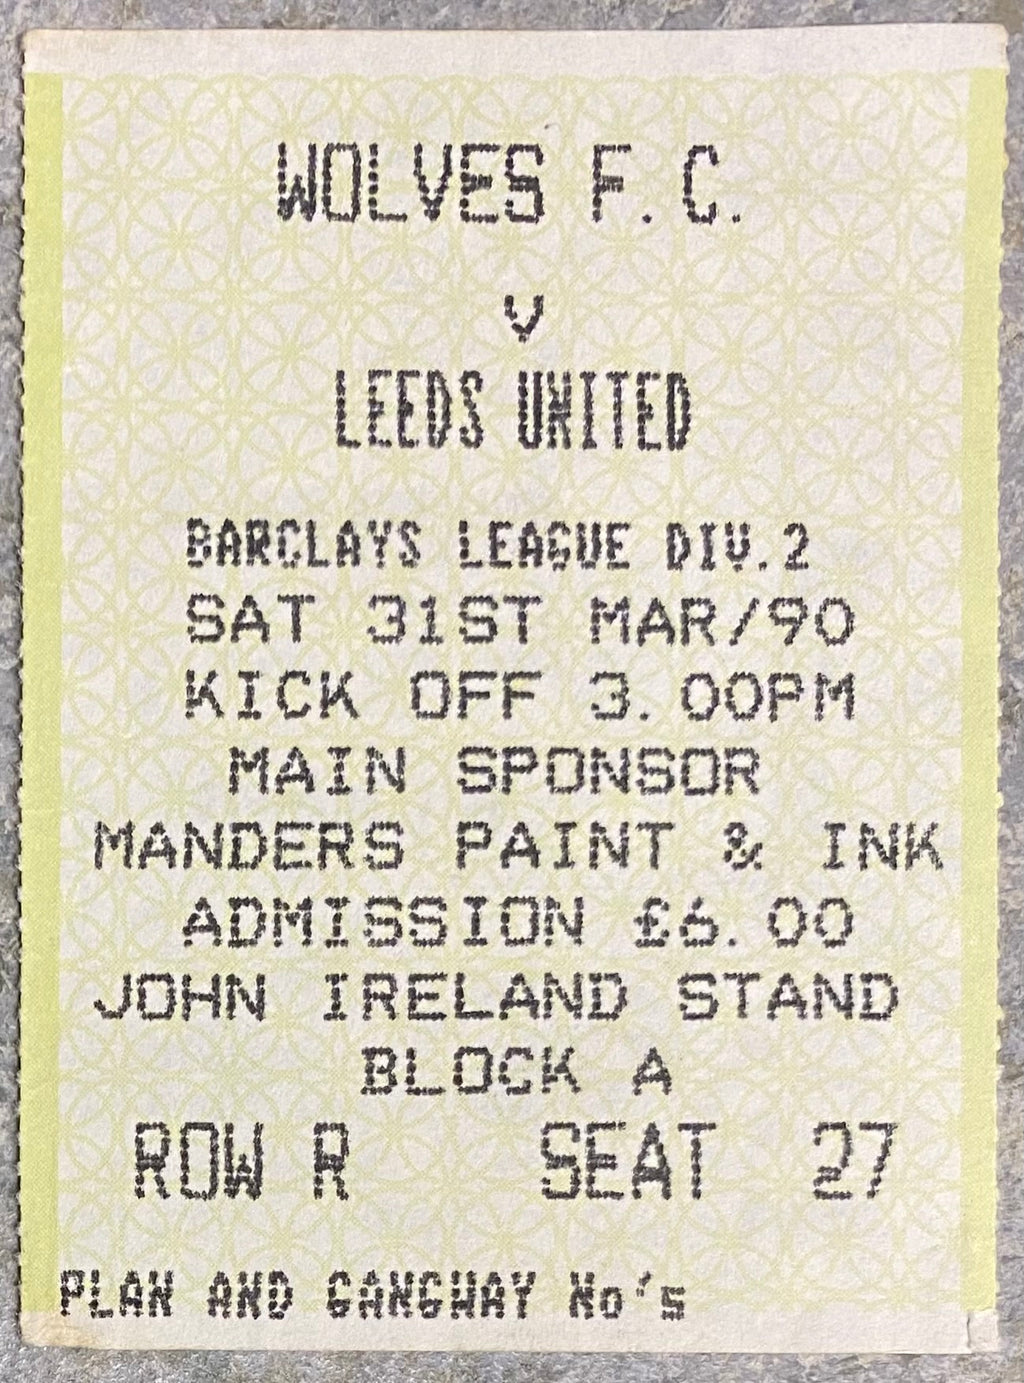 WOLVES F.C.
V
LEEDS UNITED
BARCLAYS LEAGUE DIV.2
SAT 31ST MAR/90
KICK OFF 3.00PM
MAIN SPONSOR
MANDERS PAINT & INK
ADMISSION £6.00
JOHN IRELAND STAND
BLOCK A
ROW R SEAT 27
PLAN AND GANGWAY No's